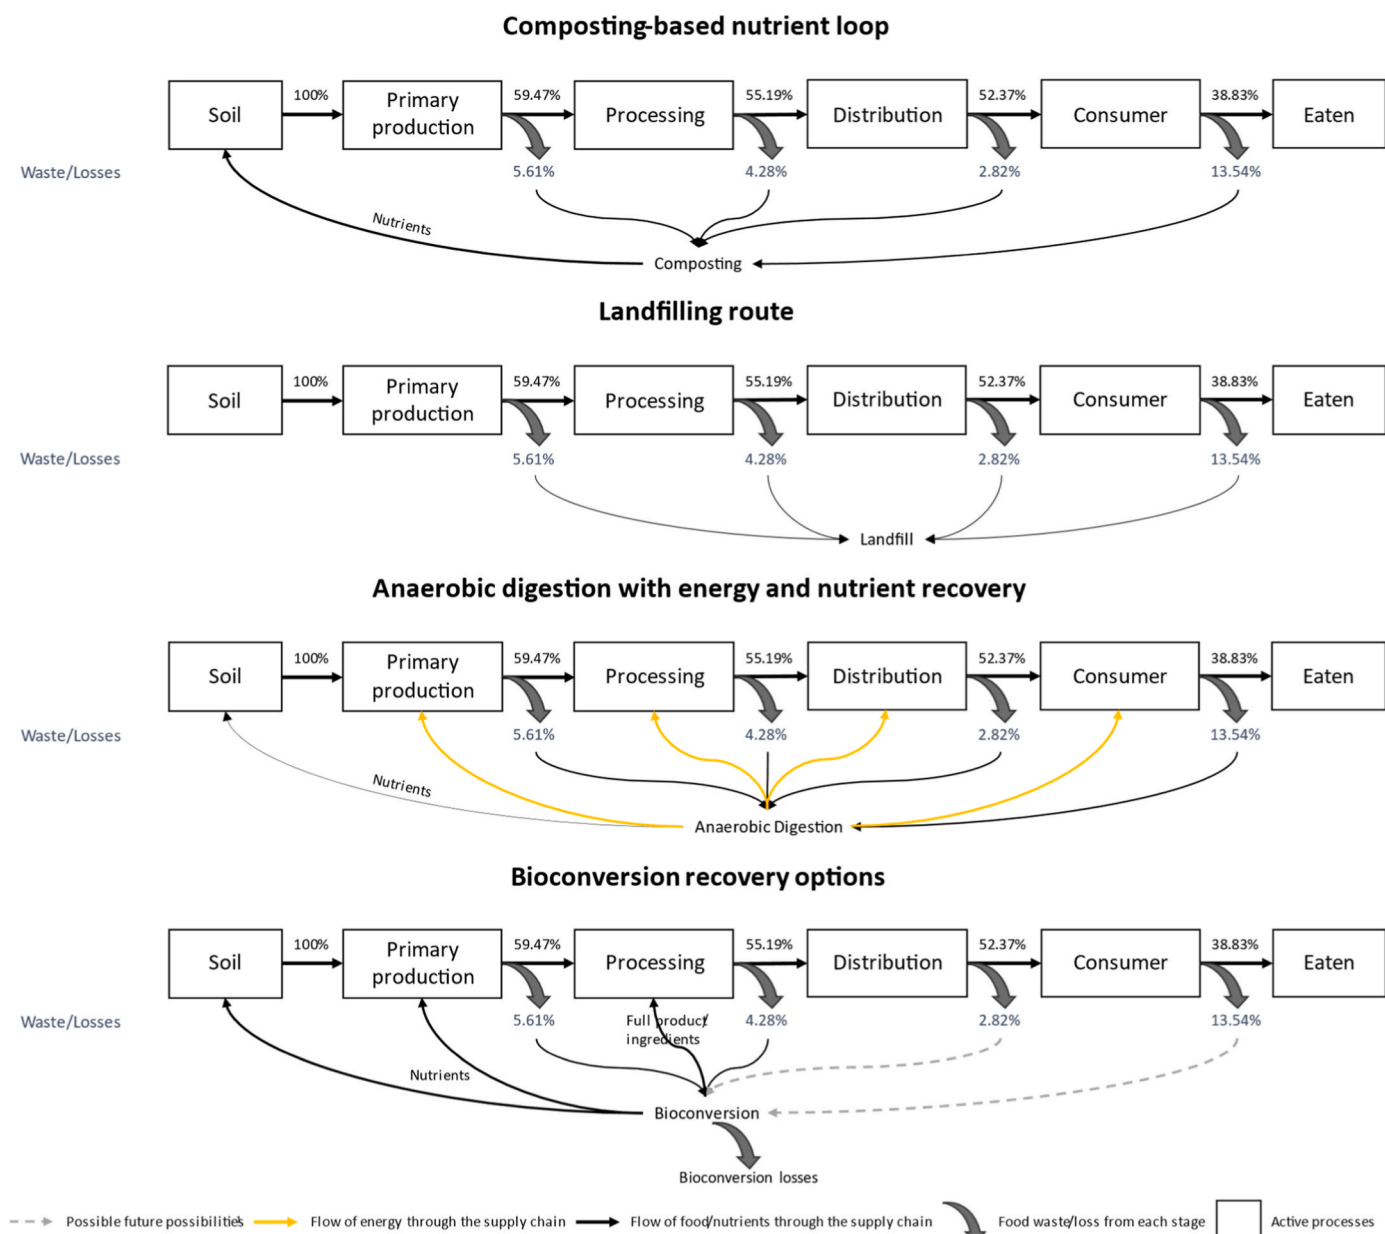 Composting-based nutrient loop
100% 59.47% 55.19% 52.37% 38.83%
Soil Primary production Processing Distribution Consumer Eaten
Waste/Losses 5.61% 4.28% 2.82% 13.54%
Nutrients
Composting
Landfilling route
100% 59.47% 55.19% 52.37% 38.83%
Soil Primary production Processing Distribution Consumer Eaten
Waste/Losses 5.61% 4.28% 2.82% 13.54%
Landfill
Anaerobic digestion with energy and nutrient recovery
100% 59.47% 55.19% 52.37% 38.83%
Soil Primary production Processing Distribution Consumer Eaten
Waste/Losses 5.61% 4.28% 2.82% 13.54%
Nutrients
Anaerobic Digestion
Bioconversion recovery options
100% 59.47% 55.19% 52.37% 38.83%
Soil Primary production Processing Distribution Consumer Eaten
Waste/Losses 5.61% 4.28% 2.82% 13.54%
Full product/
ingredients
Nutrients
Bioconversion
Bioconversion losses
Possible future possibilities Flow of energy through the supply chain Flow of food/nutrients through the supply chain Food waste/loss from each stage Active processes